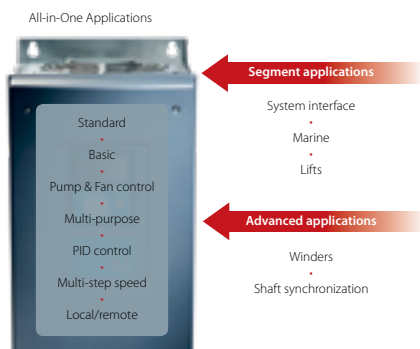 All-in-One Applications
Standard
•
Basic
•
Pump & Fan control
•
Multi-purpose
•
PID control
•
Multi-step speed
•
Local/remote
Segment applications
System interface
•
Marine
•
Lifts
Advanced applications
Winders
•
Shaft synchronization